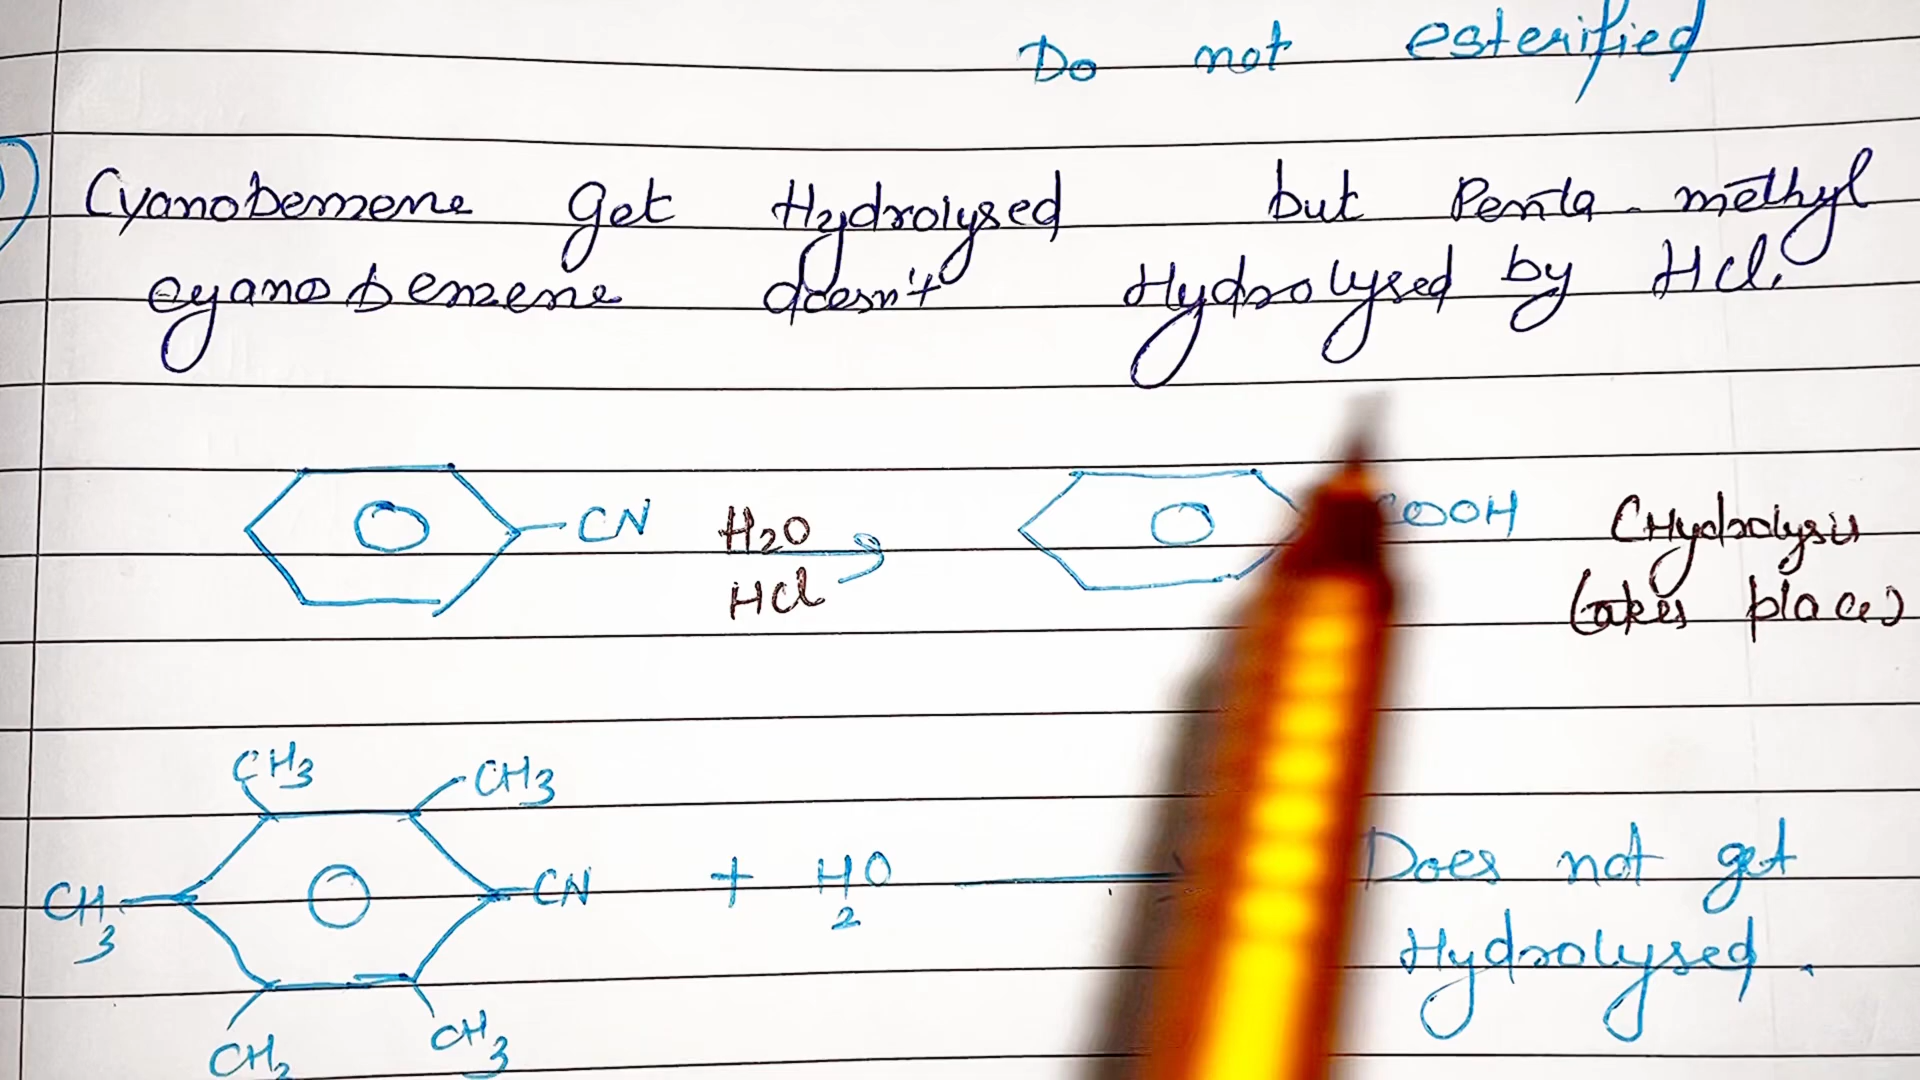 Do not esterified
Cyanobenzene get Hydrolysed but Penta-methyl
cyanobenzene doesn't Hydrolysed by HCl.
CN
H2O
HCl
COOH
(Hydrolysis
takes place)
CH3
CH3
CH3
CN + H2O
Does not get
Hydrolysed.
CH3
CH3